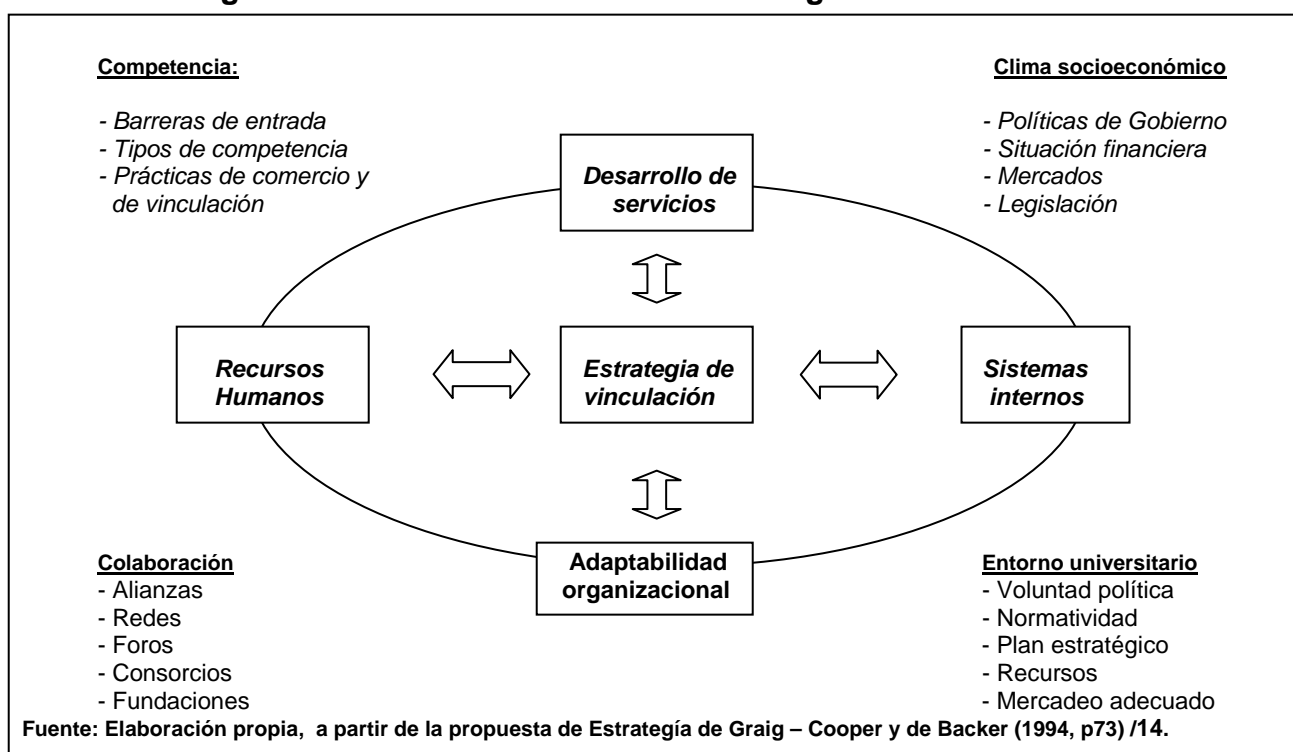 Competencia:
- Barreras de entrada
- Tipos de competencia
- Prácticas de comercio y
de vinculación
Clima socioeconómico
- Políticas de Gobierno
- Situación financiera
- Mercados
- Legislación
Desarrollo de
servicios
Recursos
Humanos
Estrategia de
vinculación
Sistemas
internos
Adaptabilidad
organizacional
Colaboración
- Alianzas
- Redes
- Foros
- Consorcios
- Fundaciones
Entorno universitario
- Voluntad política
- Normatividad
- Plan estratégico
- Recursos
- Mercadeo adecuado
Fuente: Elaboración propia, a partir de la propuesta de Estrategía de Graig – Cooper y de Backer (1994, p73) /14.